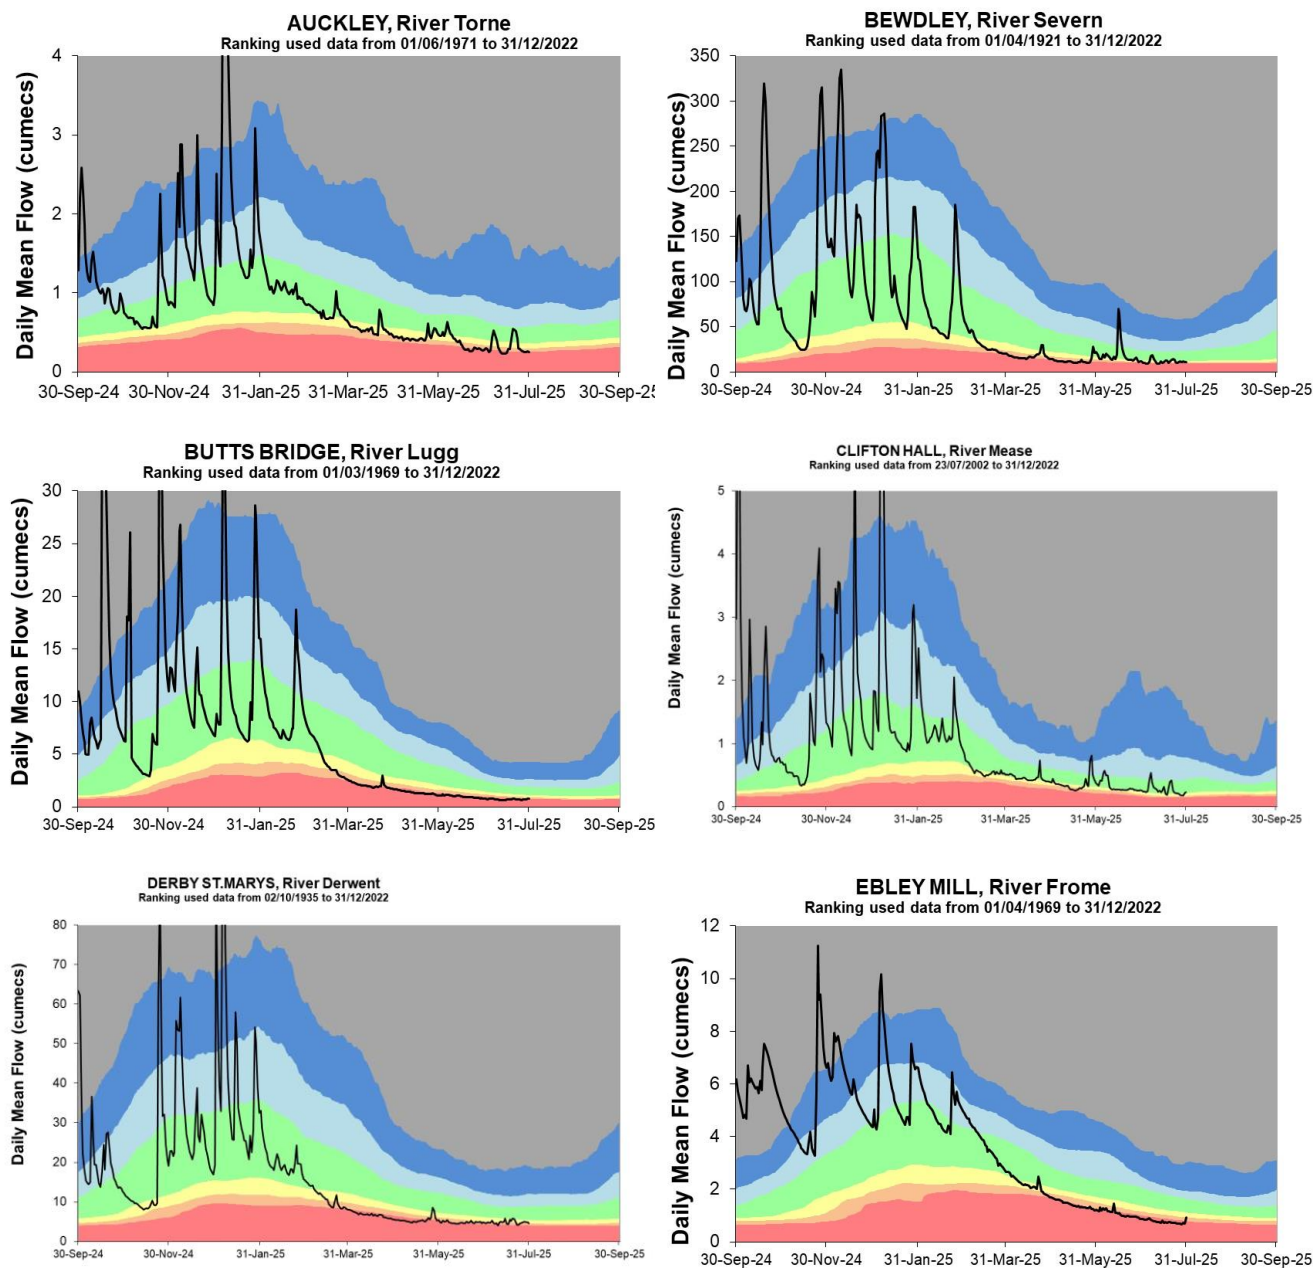 AUCKLEY, River Torne
Ranking used data from 01/06/1971 to 31/12/2022
Daily Mean Flow (cumecs)
4
3
2
1
0
30-Sep-24 30-Nov-24 31-Jan-25 31-Mar-25 31-May-25 31-Jul-25 30-Sep-25
BEWDLEY, River Severn
Ranking used data from 01/04/1921 to 31/12/2022
Daily Mean Flow (cumecs)
350
300
250
200
150
100
50
0
30-Sep-24 30-Nov-24 31-Jan-25 31-Mar-25 31-May-25 31-Jul-25 30-Sep-25
BUTTS BRIDGE, River Lugg
Ranking used data from 01/03/1969 to 31/12/2022
Daily Mean Flow (cumecs)
30
25
20
15
10
5
0
30-Sep-24 30-Nov-24 31-Jan-25 31-Mar-25 31-May-25 31-Jul-25 30-Sep-25
CLIFTON HALL, River Mease
Ranking used data from 23/07/2002 to 31/12/2022
Daily Mean Flow (cumecs)
5
4
3
2
1
0
30-Sep-24 30-Nov-24 31-Jan-25 31-Mar-25 31-May-25 31-Jul-25 30-Sep-25
DERBY ST.MARYS, River Derwent
Ranking used data from 02/10/1935 to 31/12/2022
Daily Mean Flow (cumecs)
80
70
60
50
40
30
20
10
0
30-Sep-24 30-Nov-24 31-Jan-25 31-Mar-25 31-May-25 31-Jul-25 30-Sep-25
EBLEY MILL, River Frome
Ranking used data from 01/04/1969 to 31/12/2022
Daily Mean Flow (cumecs)
12
10
8
6
4
2
0
30-Sep-24 30-Nov-24 31-Jan-25 31-Mar-25 31-May-25 31-Jul-25 30-Sep-25